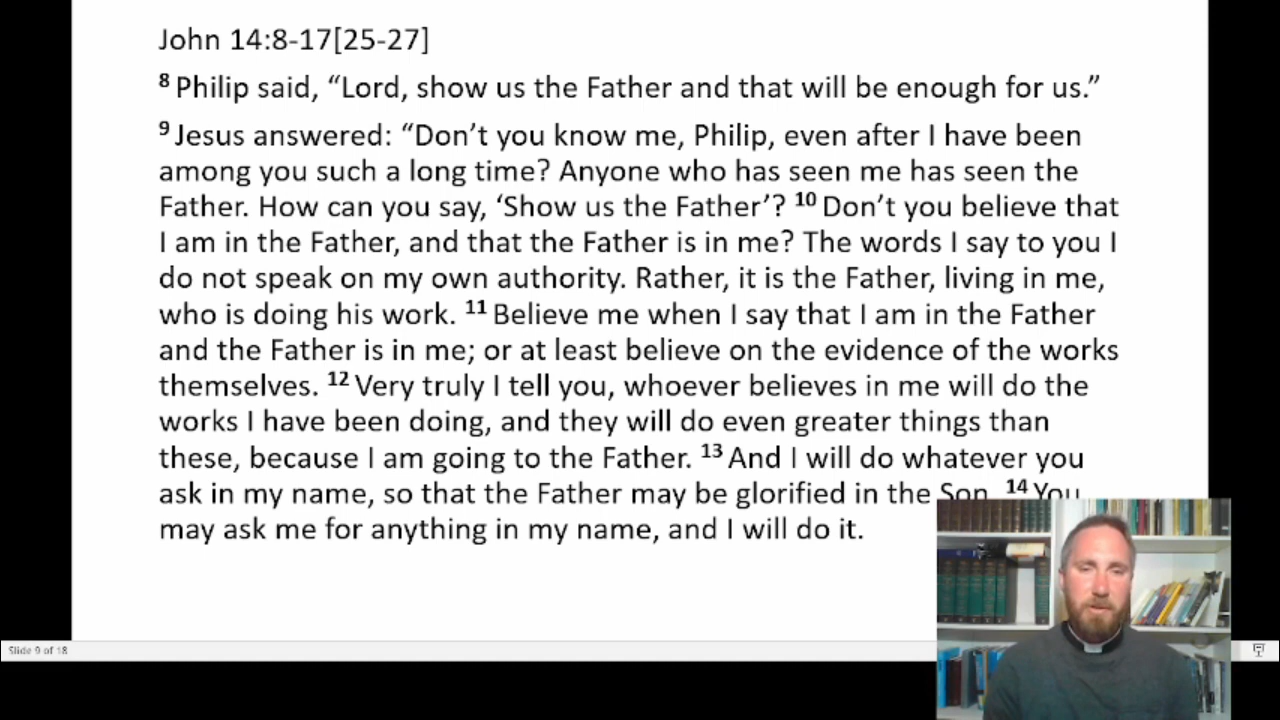 John 14:8-17[25-27]
8 Philip said, “Lord, show us the Father and that will be enough for us.”
9 Jesus answered: “Don’t you know me, Philip, even after I have been
among you such a long time? Anyone who has seen me has seen the
Father. How can you say, ‘Show us the Father’? 10 Don’t you believe that
I am in the Father, and that the Father is in me? The words I say to you I
do not speak on my own authority. Rather, it is the Father, living in me,
who is doing his work. 11 Believe me when I say that I am in the Father
and the Father is in me; or at least believe on the evidence of the works
themselves. 12 Very truly I tell you, whoever believes in me will do the
works I have been doing, and they will do even greater things than
these, because I am going to the Father. 13 And I will do whatever you
ask in my name, so that the Father may be glorified in the Son. 14 You
may ask me for anything in my name, and I will do it.
Slide 9 of 18